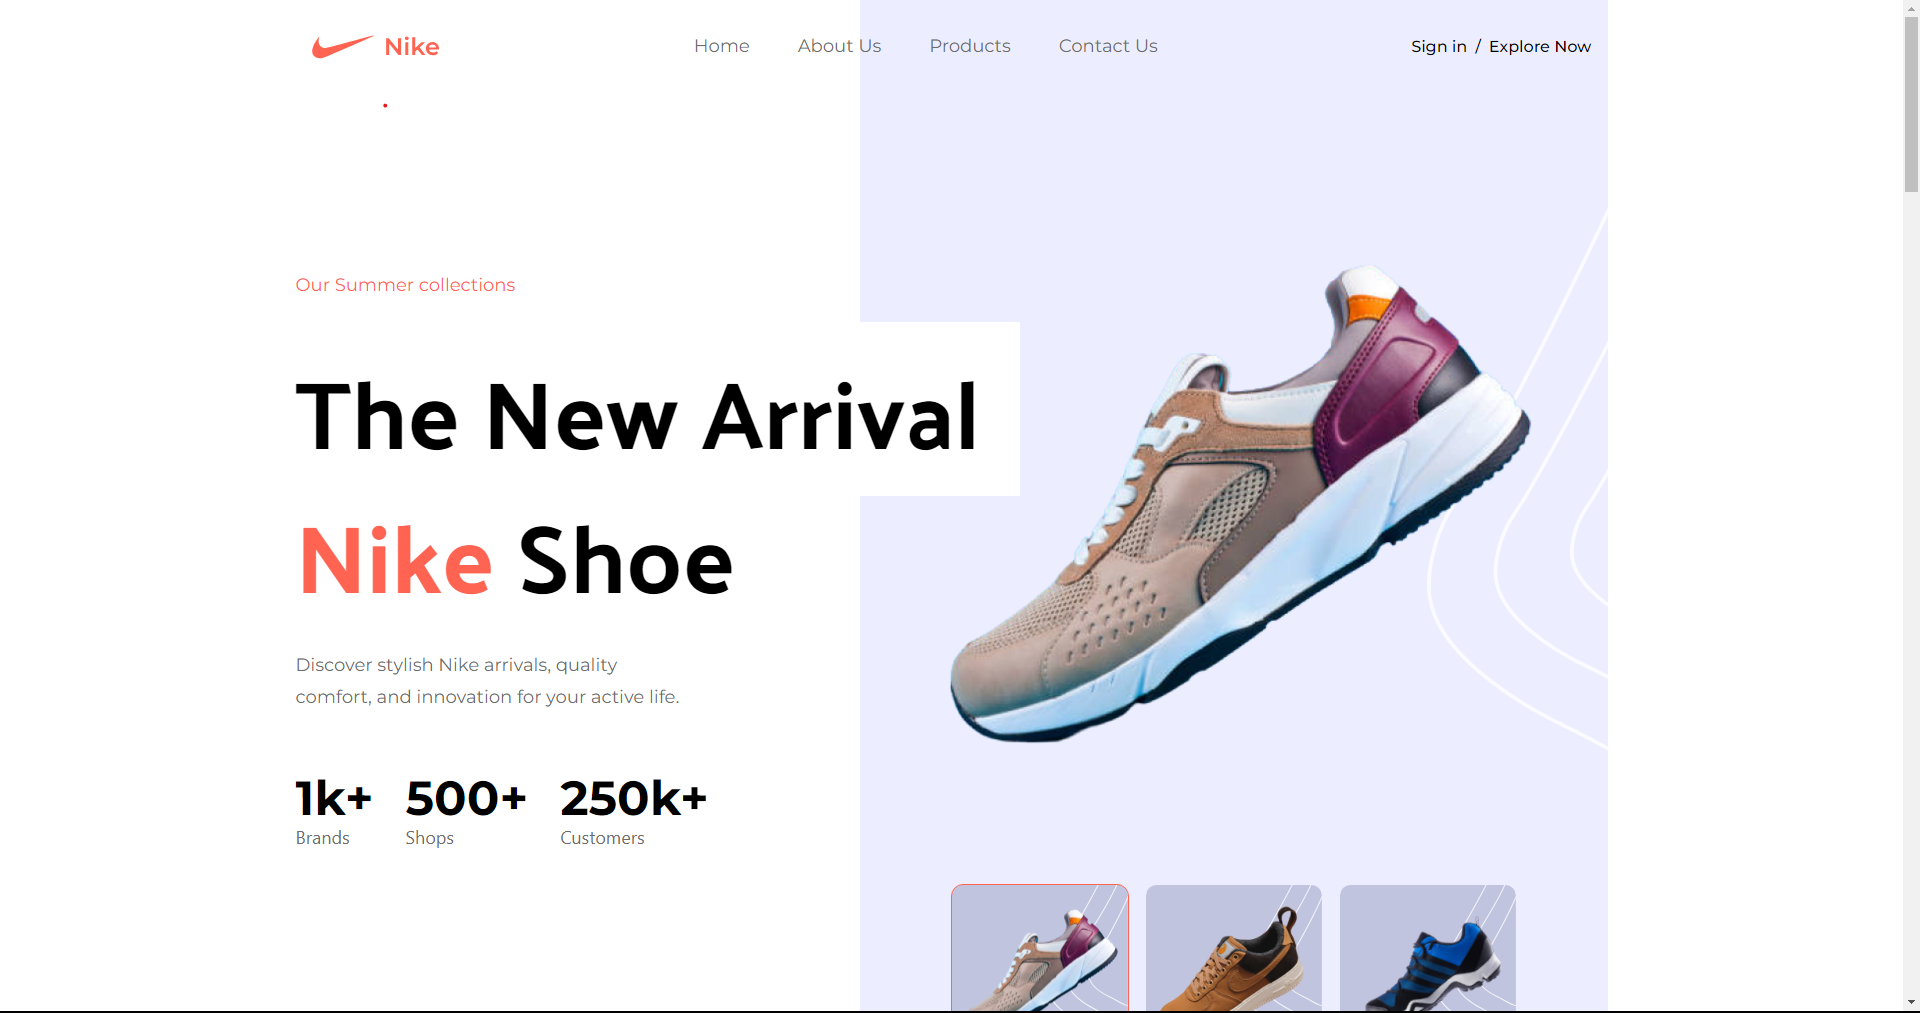 Nike
Home
About Us
Products
Contact Us
Sign in / Explore Now
Our Summer collections
The New Arrival
Nike Shoe
Discover stylish Nike arrivals, quality
comfort, and innovation for your active life.
1k+
Brands
500+
Shops
250k+
Customers